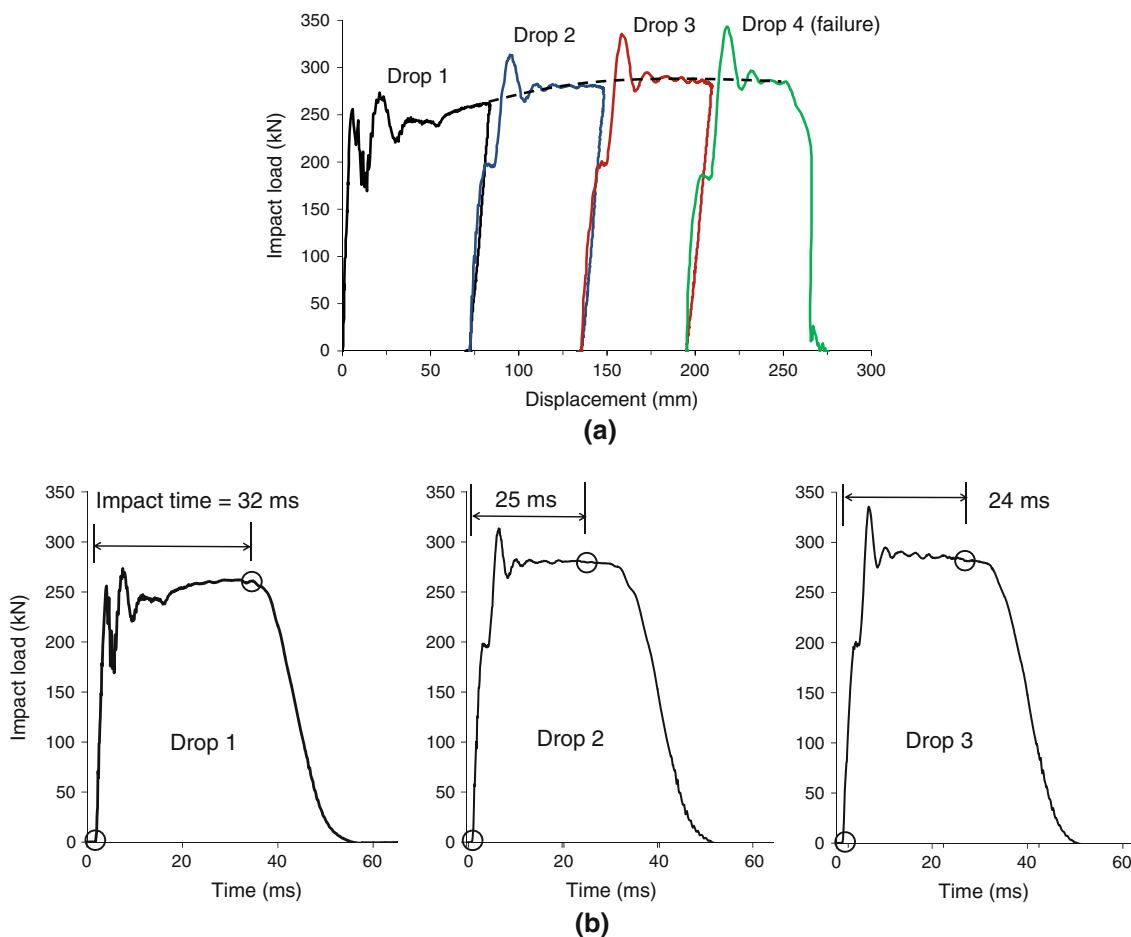 Drop 1
Drop 2
Drop 3
Drop 4 (failure)
350
300
250
200
150
100
50
0
Impact load (kN)
0 50 100 150 200 250 300
Displacement (mm)
(a)
Impact time = 32 ms
350
300
250
200
150
100
50
0
Impact load (kN)
Drop 1
0 20 40 60
Time (ms)
25 ms
350
300
250
200
150
100
50
0
Drop 2
0 20 40 60
Time (ms)
24 ms
350
300
250
200
150
100
50
0
Drop 3
0 20 40 60
Time (ms)
(b)